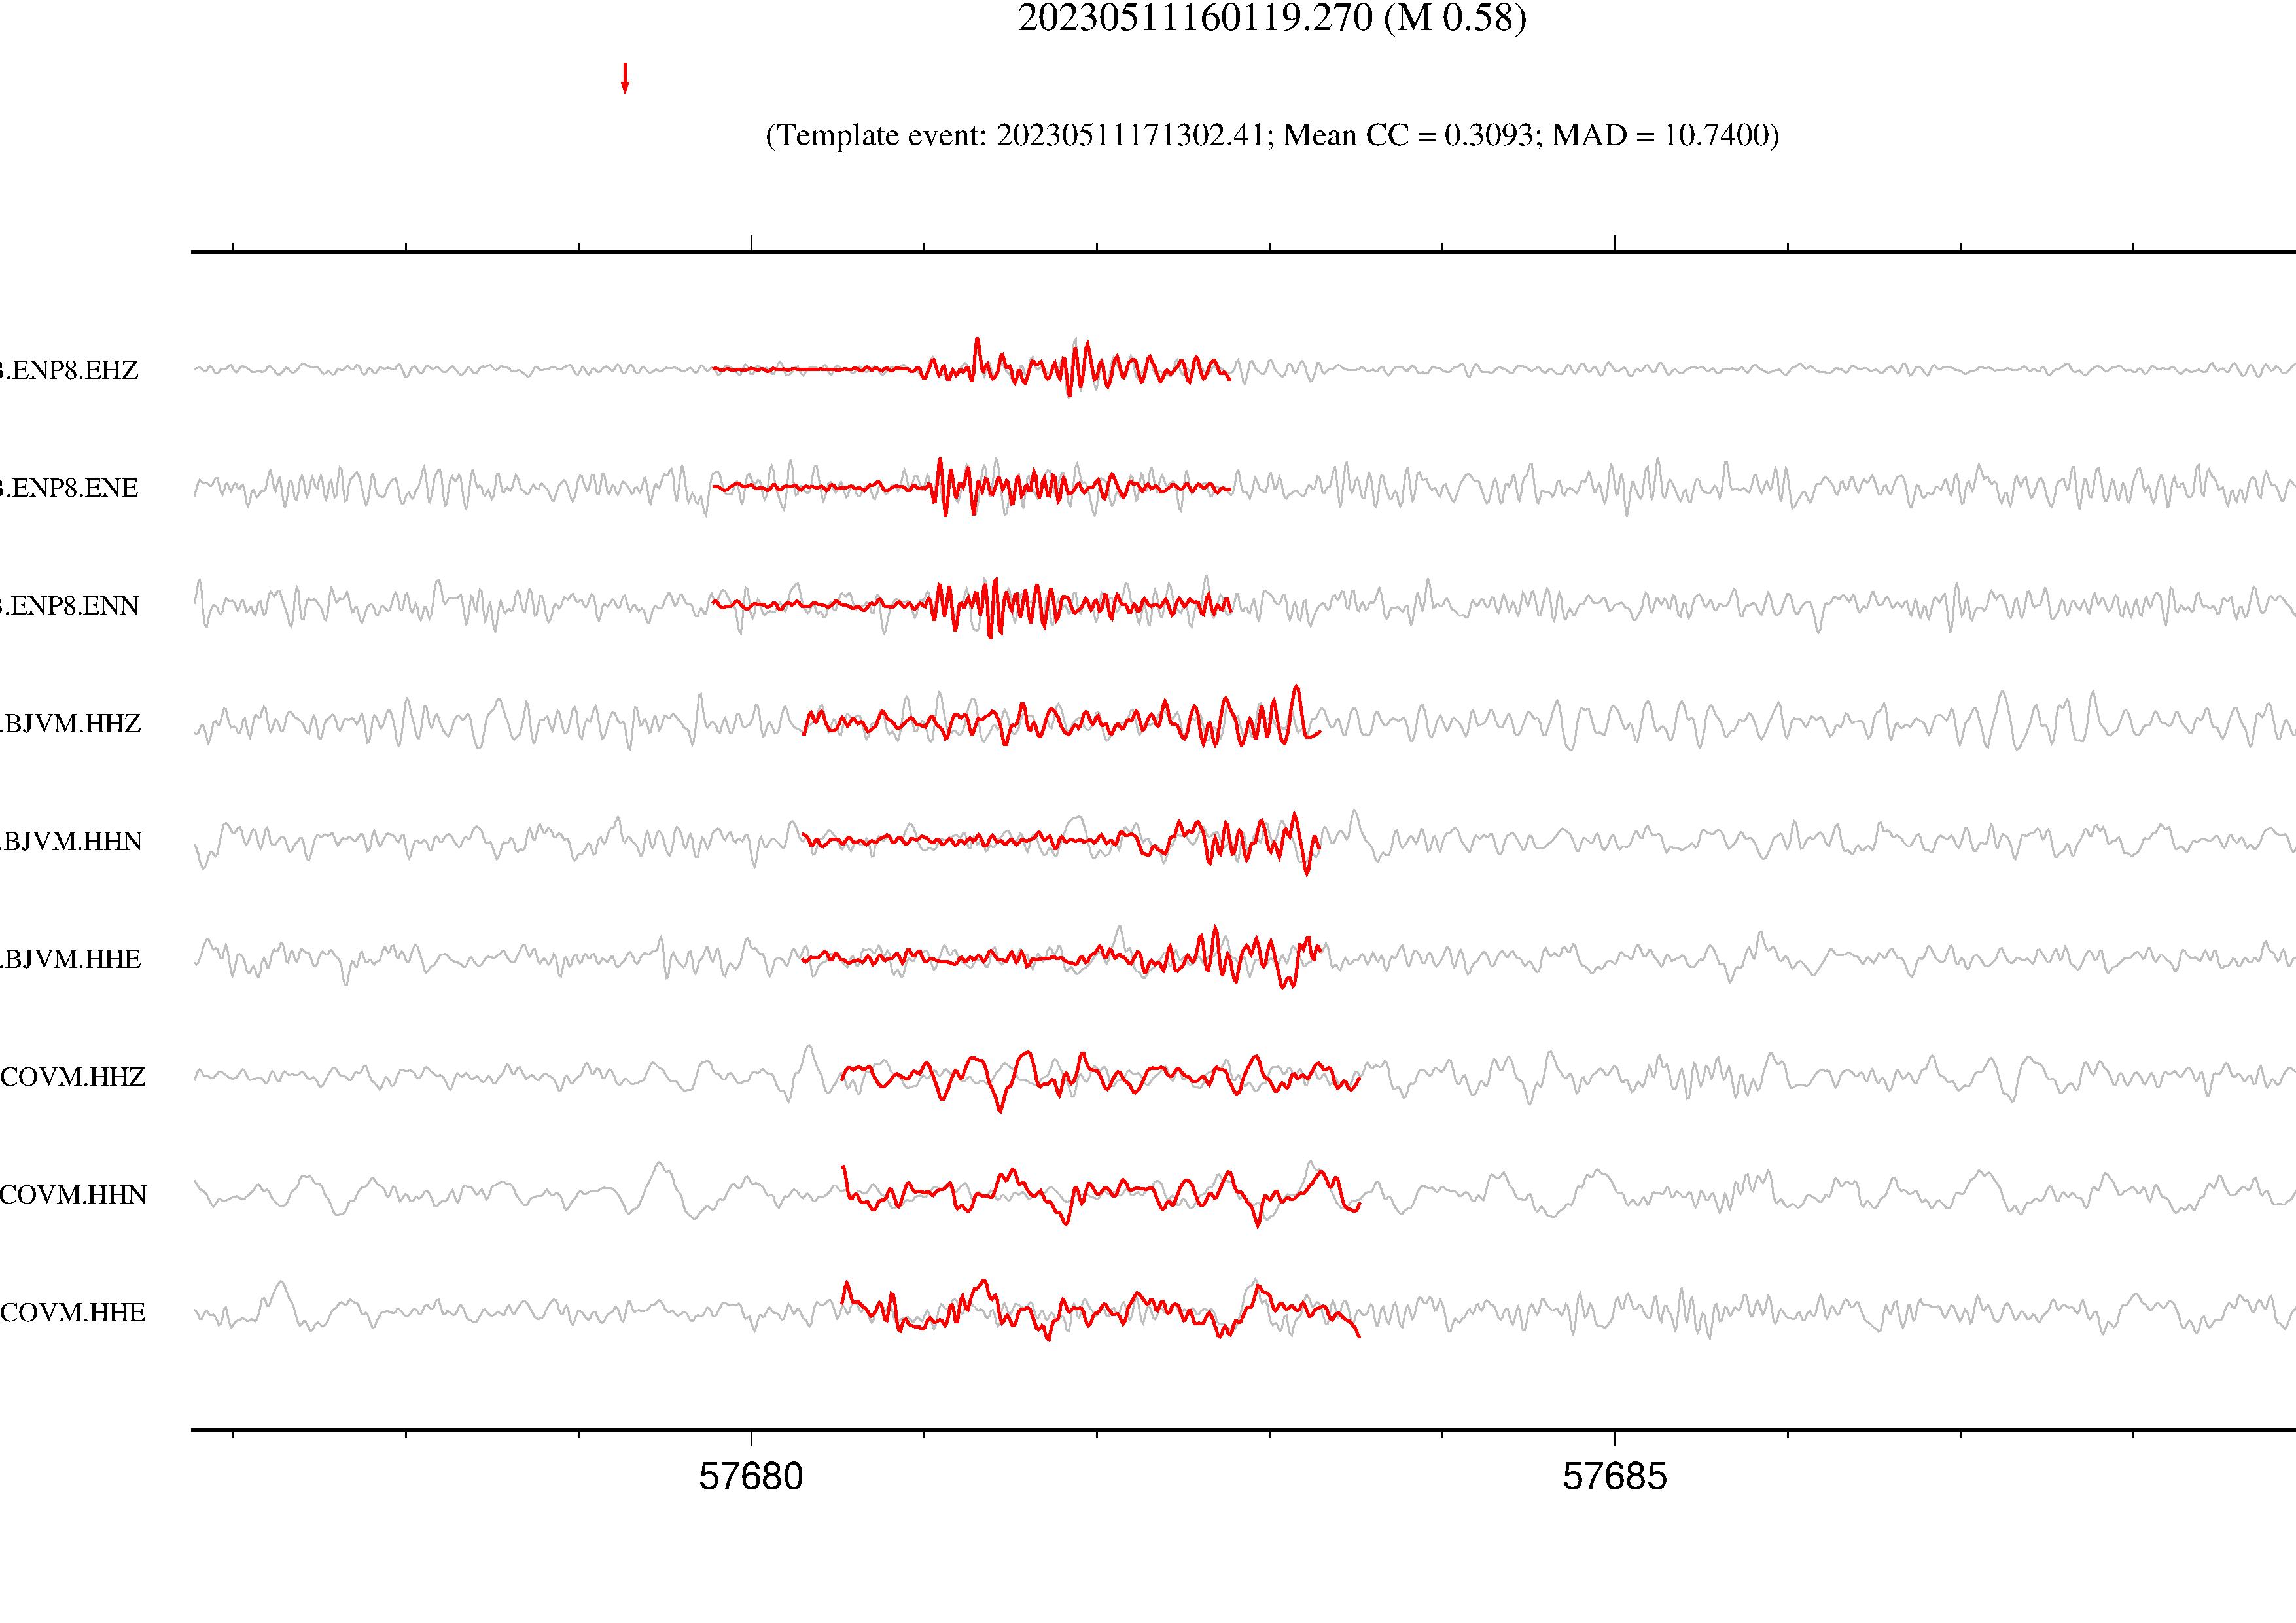 20230511160119.270 (M 0.58)
(Template event: 20230511171302.41; Mean CC = 0.3093; MAD = 10.7400)
.ENP8.EHZ
.ENP8.ENE
.ENP8.ENN
.BJVM.HHZ
.BJVM.HHN
.BJVM.HHE
COVM.HHZ
COVM.HHN
COVM.HHE
57680
57685